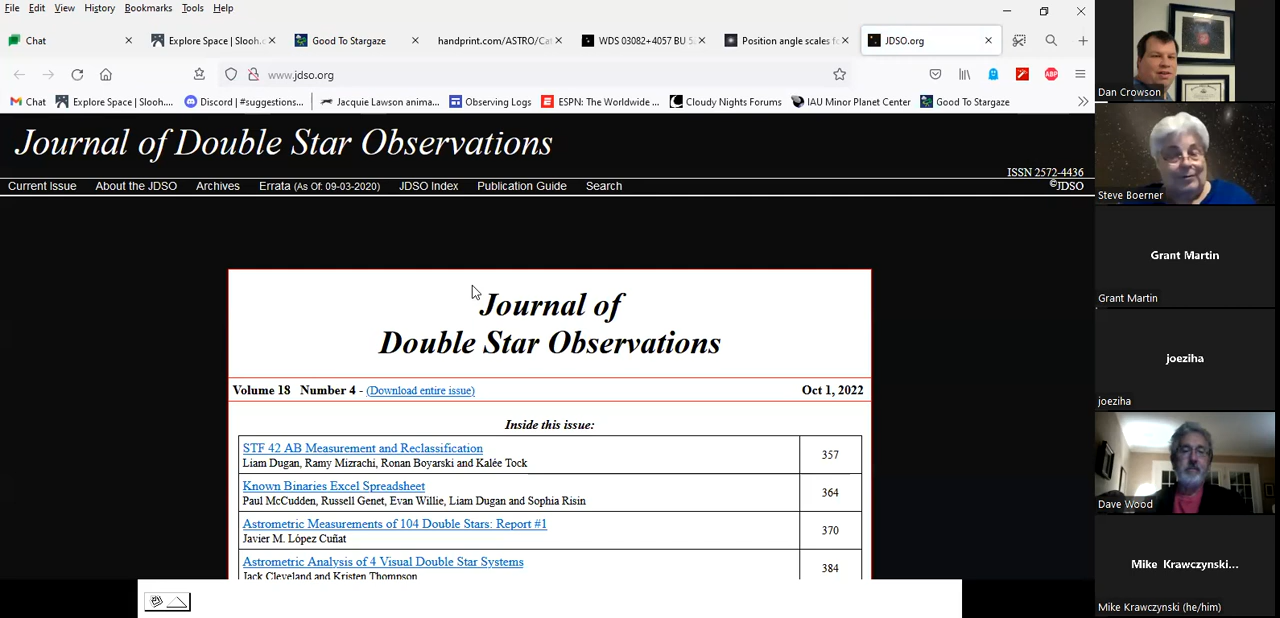 File Edit View History Bookmarks Tools Help
Chat
Explore Space | Slooh.c
Good To Stargaze
handprint.com/ASTRO/Cat
WDS 03082+4057 BU 5
Position angle scales fo
JDSO.org
www.jdso.org
ABP
Chat
Explore Space | Slooh....
Discord | #suggestions...
Jacquie Lawson anima...
Observing Logs
ESPN: The Worldwide ...
Cloudy Nights Forums
IAU Minor Planet Center
Good To Stargaze
Journal of Double Star Observations
ISSN 2572-4436
©JDSO
Current Issue About the JDSO Archives Errata (As Of: 09-03-2020) JDSO Index Publication Guide Search
Journal of
Double Star Observations
Volume 18 Number 4 - (Download entire issue) Oct 1, 2022
Inside this issue:
STF 42 AB Measurement and Reclassification
Liam Dugan, Ramy Mizrachi, Ronan Boyarski and Kalée Tock
357
Known Binaries Excel Spreadsheet
Paul McCudden, Russell Genet, Evan Willie, Liam Dugan and Sophia Risin
364
Astrometric Measurements of 104 Double Stars: Report #1
Javier M. López Cuñat
370
Astrometric Analysis of 4 Visual Double Star Systems
Jack Cleveland and Kristen Thompson
384
Dan Crowson
Steve Boerner
Grant Martin
Grant Martin
joeziha
joeziha
Dave Wood
Mike Krawczynski...
Mike Krawczynski (he/him)